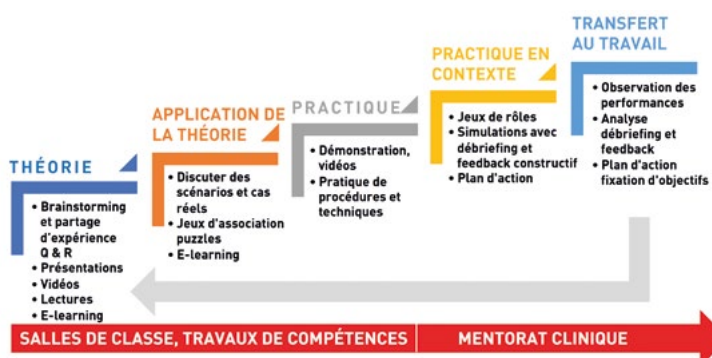 THÉORIE
• Brainstorming
et partage
d'expérience
Q & R
• Présentations
• Vidéos
• Lectures
• E-learning
APPLICATION DE
LA THÉORIE
• Discuter des
scénarios et cas
réels
• Jeux d'association
puzzles
• E-learning
PRATIQUE
• Démonstration,
vidéos
• Pratique de
procédures et
techniques
PRATIQUE EN
CONTEXTE
• Jeux de rôles
• Simulations avec
débriefing et
feedback constructif
• Plan d'action
TRANSFERT
AU TRAVAIL
• Observation des
performances
• Analyse
débriefing et
feedback
• Plan d'action
fixation d'objectifs
SALLES DE CLASSE, TRAVAUX DE COMPÉTENCES
MENTORAT CLINIQUE